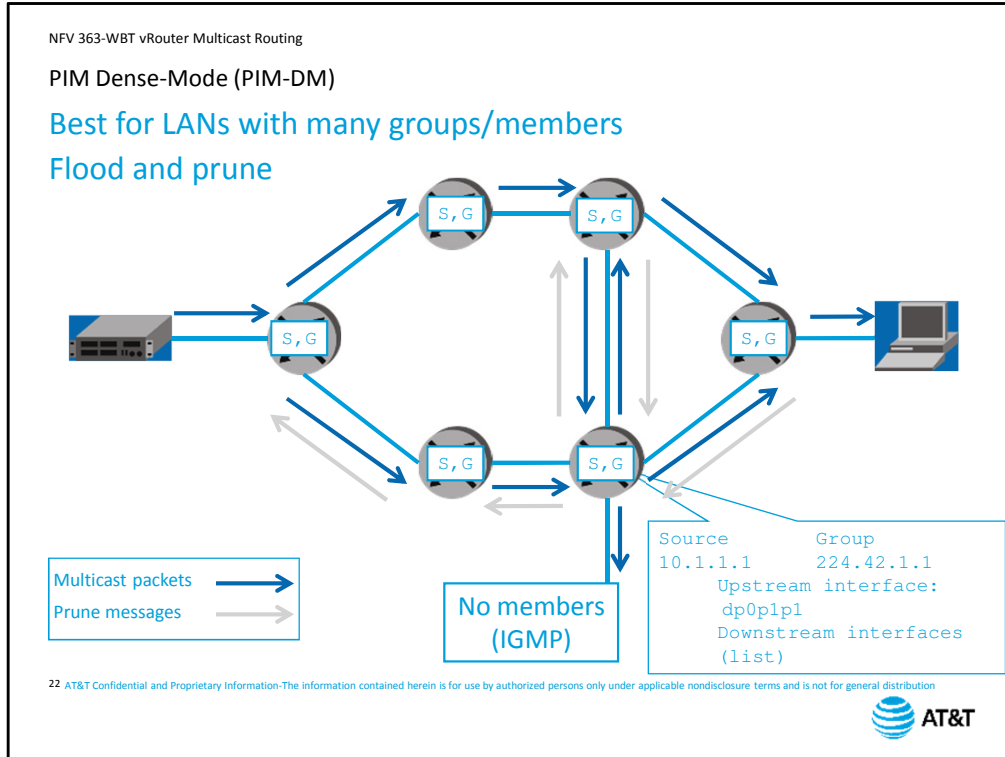 NFV 363-WBT vRouter Multicast Routing
PIM Dense-Mode (PIM-DM)
Best for LANs with many groups/members
Flood and prune
S,G
S,G
S,G
S,G
S,G
S,G
Source Group
10.1.1.1 224.42.1.1
Upstream interface:
dp0p1p1
Downstream interfaces
(list)
Multicast packets
Prune messages
No members
(IGMP)
22 AT&T Confidential and Proprietary Information-The information contained herein is for use by authorized persons only under applicable nondisclosure terms and is not for general distribution
AT&T